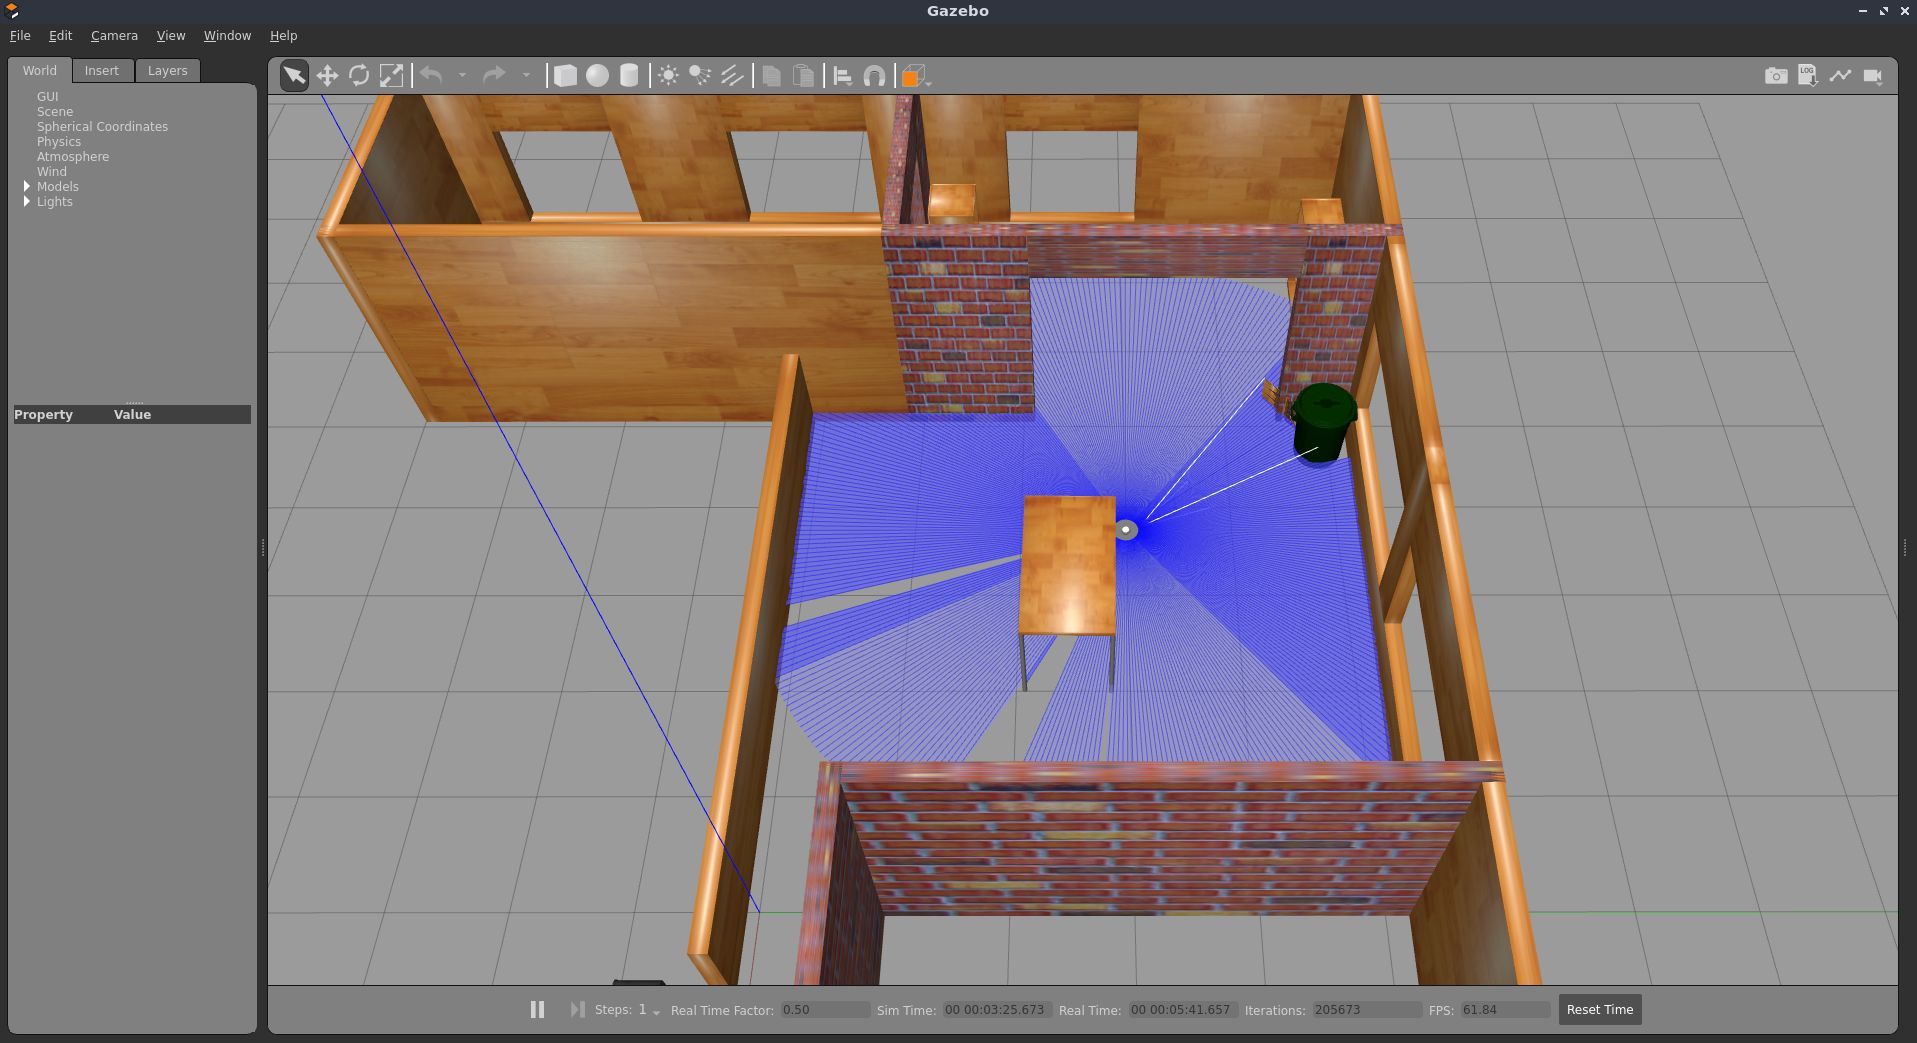 Gazebo
File Edit Camera View Window Help
World Insert Layers
GUI
Scene
Spherical Coordinates
Physics
Atmosphere
Wind
Models
Lights
Property Value
LOG
Steps: 1 Real Time Factor: 0.50 Sim Time: 00 00:03:25.673 Real Time: 00 00:05:41.657 Iterations: 205673 FPS: 61.84 Reset Time